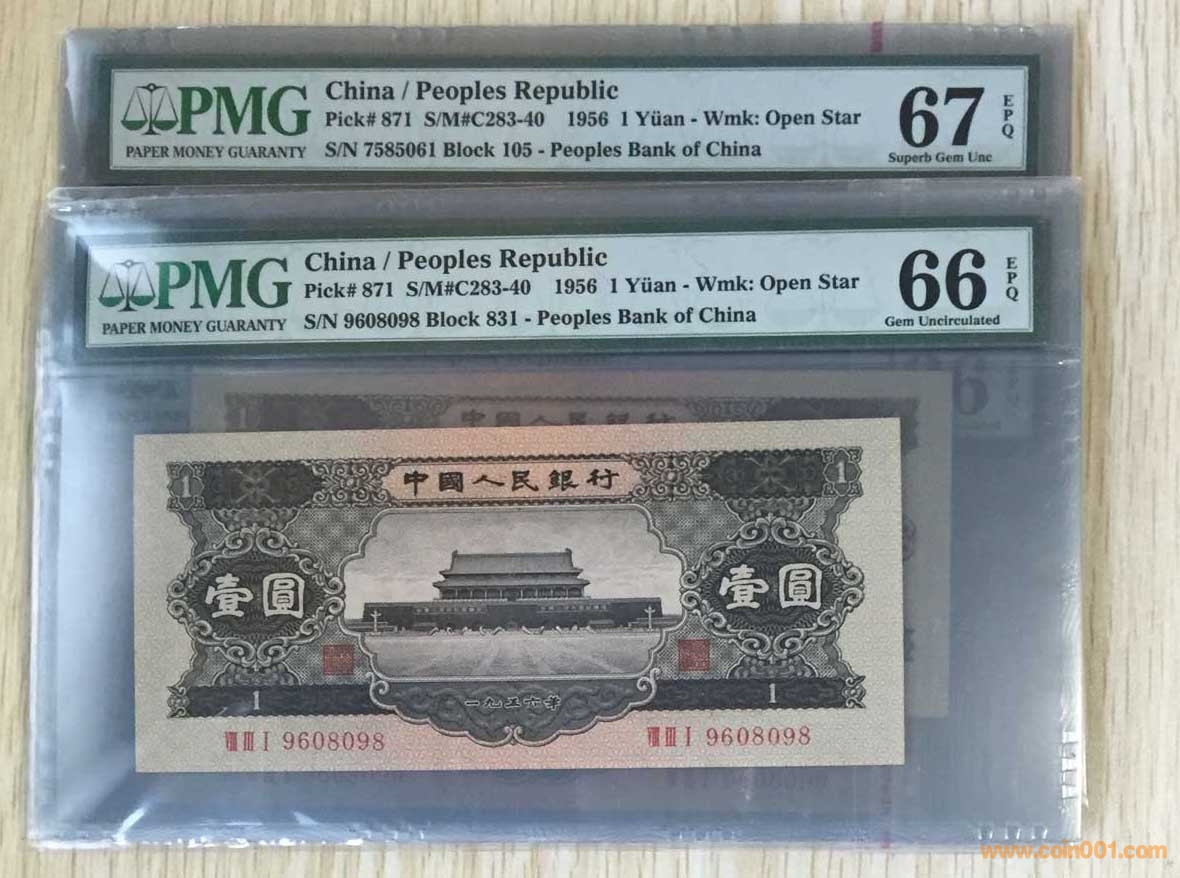 PMG
PAPER MONEY GUARANTY
China / Peoples Republic
Pick# 871 S/M#C283-40 1956 1 Yüan - Wmk: Open Star
S/N 7585061 Block 105 - Peoples Bank of China
67
EPQ
Superb Gem Unc
PMG
PAPER MONEY GUARANTY
China / Peoples Republic
Pick# 871 S/M#C283-40 1956 1 Yüan - Wmk: Open Star
S/N 9608098 Block 831 - Peoples Bank of China
66
EPQ
Gem Uncirculated
中國人民銀行
1 1
壹圓 壹圓
1 1
一九五六年
VIII III I 9608098 VIII III I 9608098
www.coin001.com